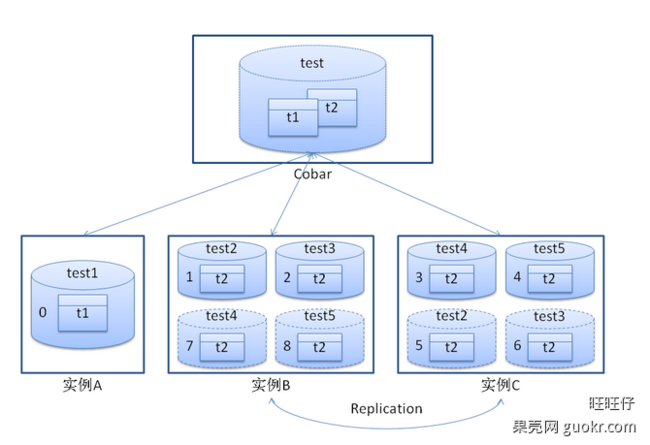 test
t1
t2
Cobar
test1
0
t1
实例A
test2
test3
1
t2
2
t2
test4
test5
7
t2
8
t2
实例B
test4
test5
3
t2
4
t2
test2
test3
5
t2
6
t2
实例C
Replication
旺旺仔
果壳网 guokr.com